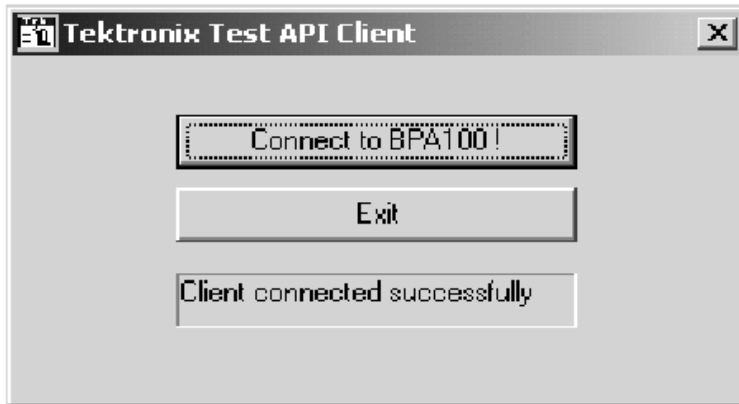 Tektronix Test API Client
Connect to BPA100 !
Exit
Client connected successfully